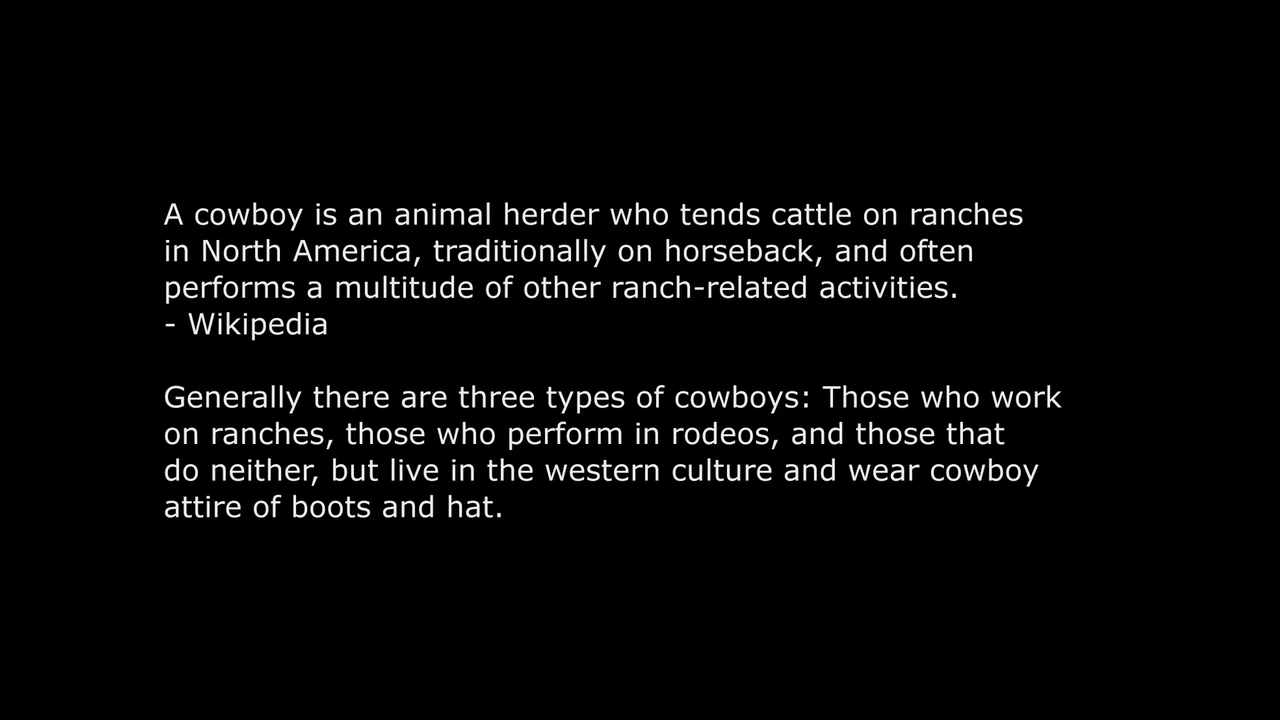 A cowboy is an animal herder who tends cattle on ranches
in North America, traditionally on horseback, and often
performs a multitude of other ranch-related activities.
- Wikipedia
Generally there are three types of cowboys: Those who work
on ranches, those who perform in rodeos, and those that
do neither, but live in the western culture and wear cowboy
attire of boots and hat.